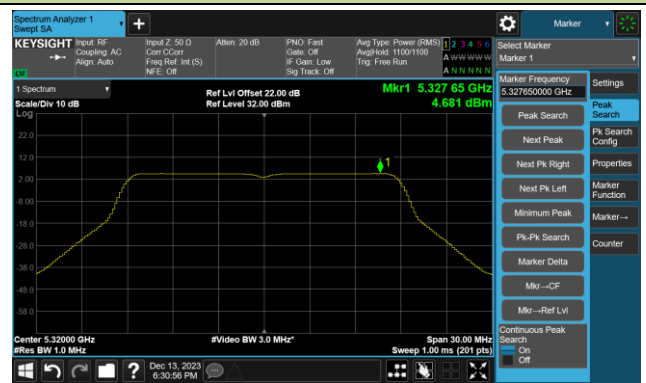 Spectrum Analyzer 1
Swept SA
Marker
KEYSIGHT
Input: RF
Coupling: AC
Align: Auto
Input Z: 50 Ω
Corr CCorr
Freq Ref: Int (S)
NFE: Off
Atten: 20 dB
PNO: Fast
Gate: Off
IF Gain: Low
Sig Track: Off
Avg Type: Power (RMS)
Avg|Hold: 1100/1100
Trig: Free Run
1 2 3 4 5 6
A W W W W W
A N N N N N
Select Marker
Marker 1
LVI
1 Spectrum
Scale/Div 10 dB
Log
Ref Lvl Offset 22.00 dB
Ref Level 32.00 dBm
Mkr1 5.327 65 GHz
4.681 dBm
22.0
12.0
2.00
-8.00
-18.0
-28.0
-38.0
-48.0
-58.0
1
Center 5.32000 GHz
#Res BW 1.0 MHz
#Video BW 3.0 MHz*
Span 30.00 MHz
Sweep 1.00 ms (201 pts)
Marker Frequency
5.327650000 GHz
Peak Search
Next Peak
Next Pk Right
Next Pk Left
Minimum Peak
Pk-Pk Search
Marker Delta
Mkr→CF
Mkr→Ref Lvl
Continuous Peak
Search
On
Off
Settings
Peak
Search
Pk Search
Config
Properties
Marker
Function
Marker→
Counter
?
Dec 13, 2023
6:30:56 PM